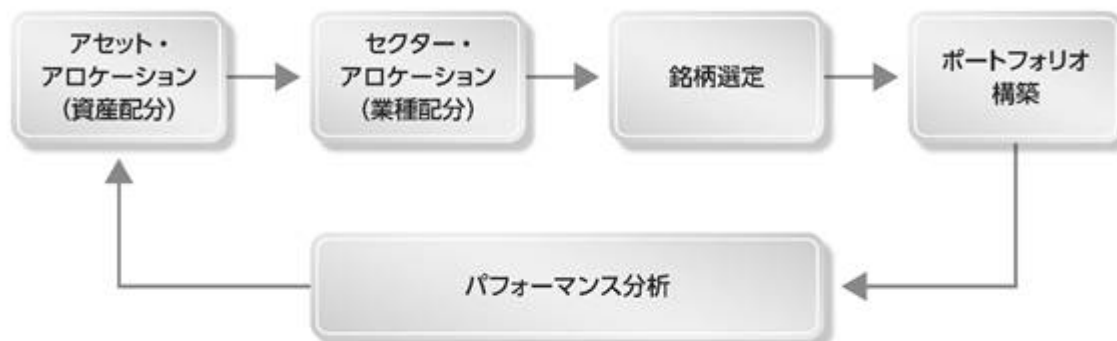 アセット・
アロケーション
（資産配分）
セクター・
アロケーション
（業種配分）
銘柄選定
ポートフォリオ
構築
パフォーマンス分析